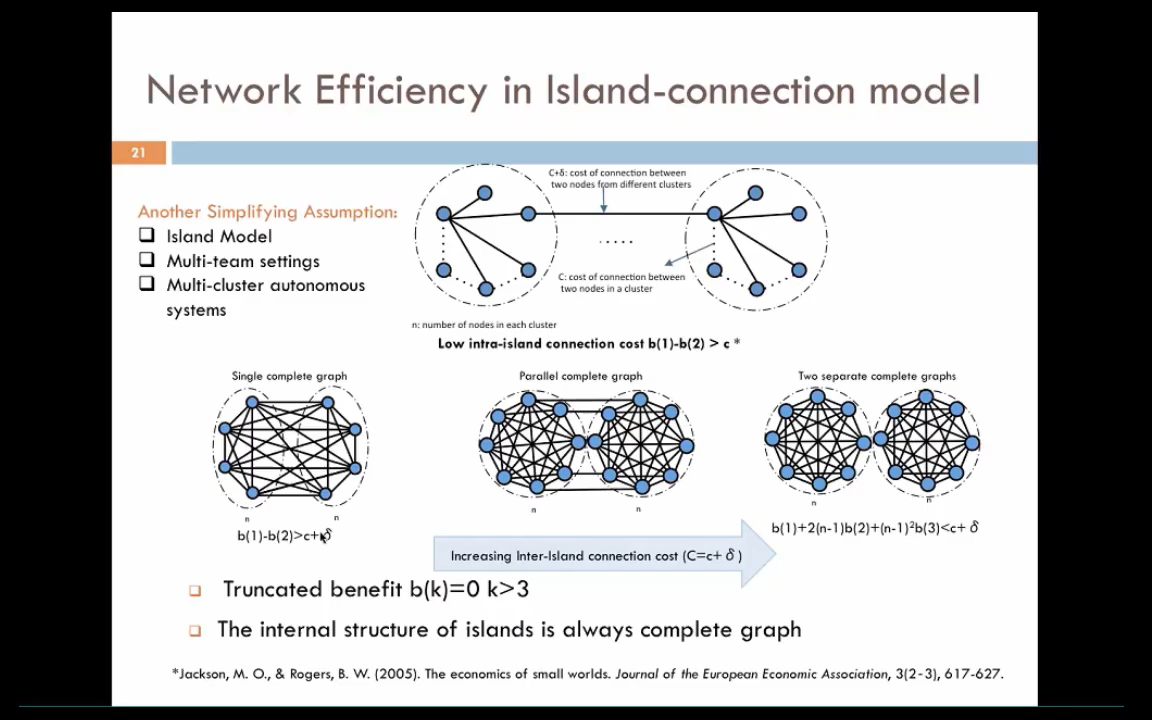 Network Efficiency in Island-connection model
21
C+δ: cost of connection between
two nodes from different clusters
Another Simplifying Assumption:
❑ Island Model
❑ Multi-team settings
❑ Multi-cluster autonomous
systems
. . . . .
C: cost of connection between
two nodes in a cluster
n: number of nodes in each cluster
Low intra-island connection cost b(1)-b(2) > c *
Single complete graph
Parallel complete graph
Two separate complete graphs
n
n
n
n
n
n
b(1)-b(2)>c+δ
b(1)+2(n-1)b(2)+(n-1)²b(3)<c+ δ
Increasing Inter-Island connection cost (C=c+ δ )
❑ Truncated benefit b(k)=0 k>3
❑ The internal structure of islands is always complete graph
*Jackson, M. O., & Rogers, B. W. (2005). The economics of small worlds. Journal of the European Economic Association, 3(2-3), 617-627.